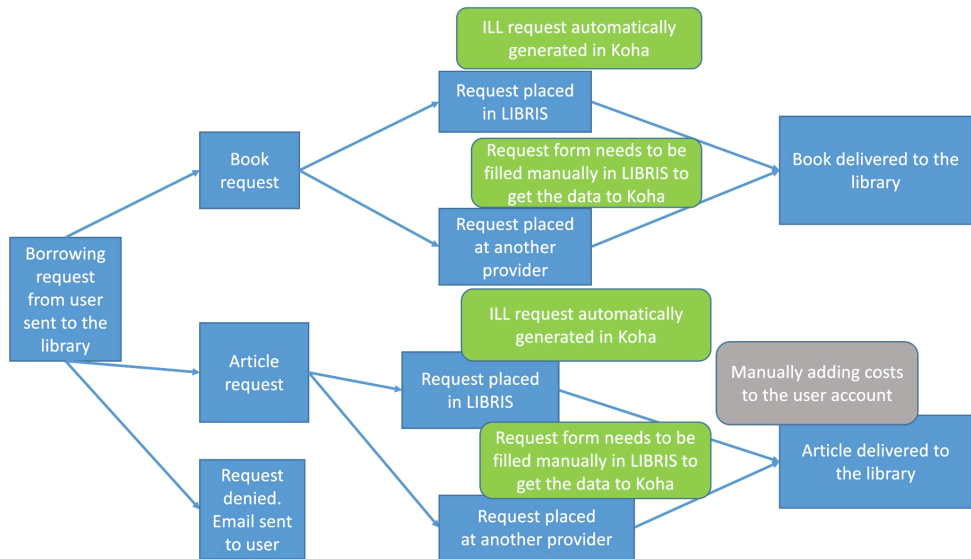 ILL request automatically
generated in Koha
Request placed
in LIBRIS
Book
request
Request form needs to be
filled manually in LIBRIS to
get the data to Koha
Book delivered to the
library
Request placed
at another
provider
Borrowing
request
from user
sent to the
library
ILL request automatically
generated in Koha
Article
request
Request placed
in LIBRIS
Manually adding costs
to the user account
Request form needs to be
filled manually in LIBRIS to
get the data to Koha
Article delivered to
the library
Request
denied.
Email sent
to user
Request placed
at another provider